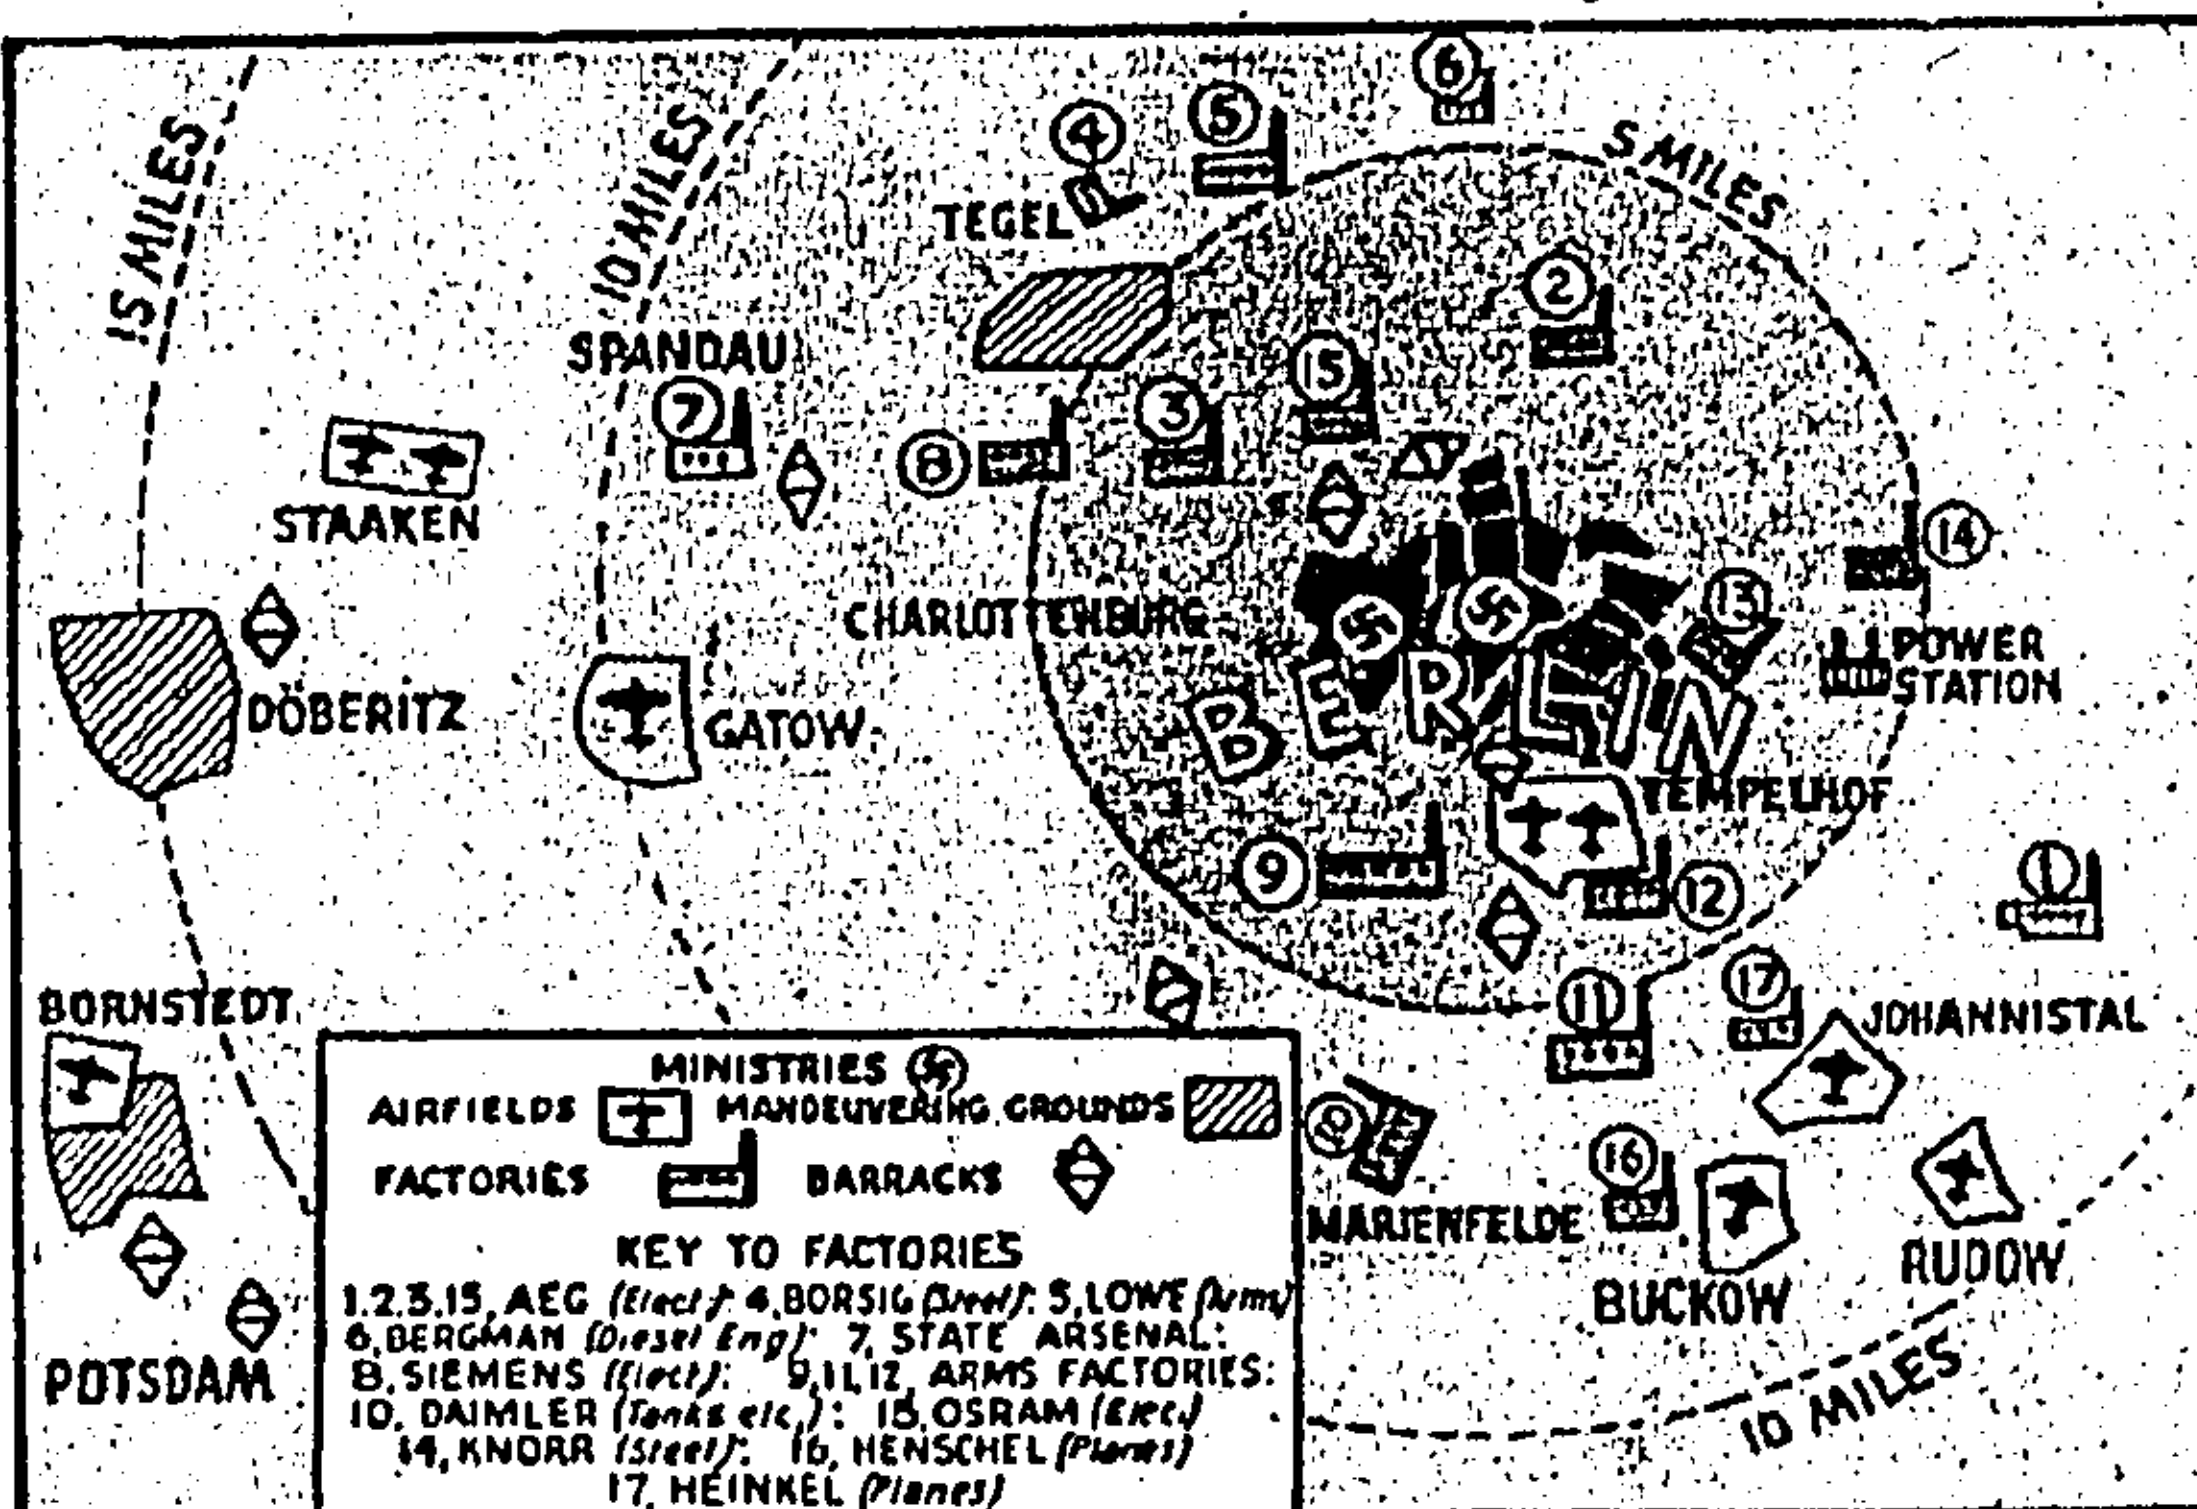 15 MILES
10 MILES
5 MILES
6
4
5
TEGEL
2
SPANDAU
15
7
8
3
STAAKEN
14
CHARLOTTENBURG
13
POWER
STATION
DÖBERITZ
GATOW
BERLIN
TEMPELHOF
9
12
1
BORNSTEDT
11
17
JOHANNISTAL
10
16
MARIENFELDE
BUCKOW
RUDOW
POTSDAM
10 MILES
MINISTRIES
AIRFIELDS MANOEUVERING GROUNDS
FACTORIES BARRACKS
KEY TO FACTORIES
1.2.3.15, AEG (Elect): 4, BORSIG (Steel): 5, LOWE (Arms)
6, BERGMAN (Diesel Eng): 7, STATE ARSENAL:
8, SIEMENS (Elect): 9,11,12, ARMS FACTORIES:
10, DAIMLER (Tanks etc.): OSRAM (Elec.)
14, KNORR (Steel): 16, HENSCHEL (Planes)
17, HEINKEL (Planes)